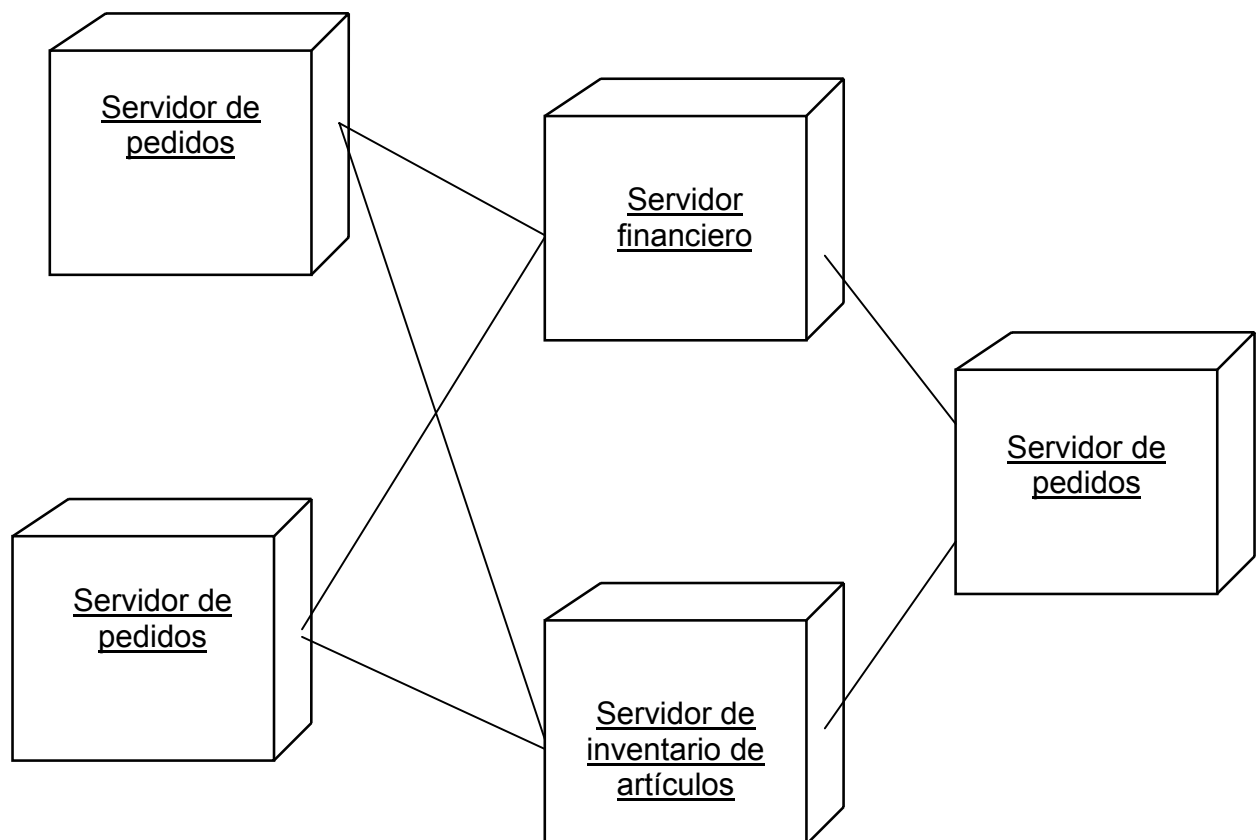 Servidor de
pedidos
Servidor
financiero
Servidor de
pedidos
Servidor de
pedidos
Servidor de
inventario de
artículos